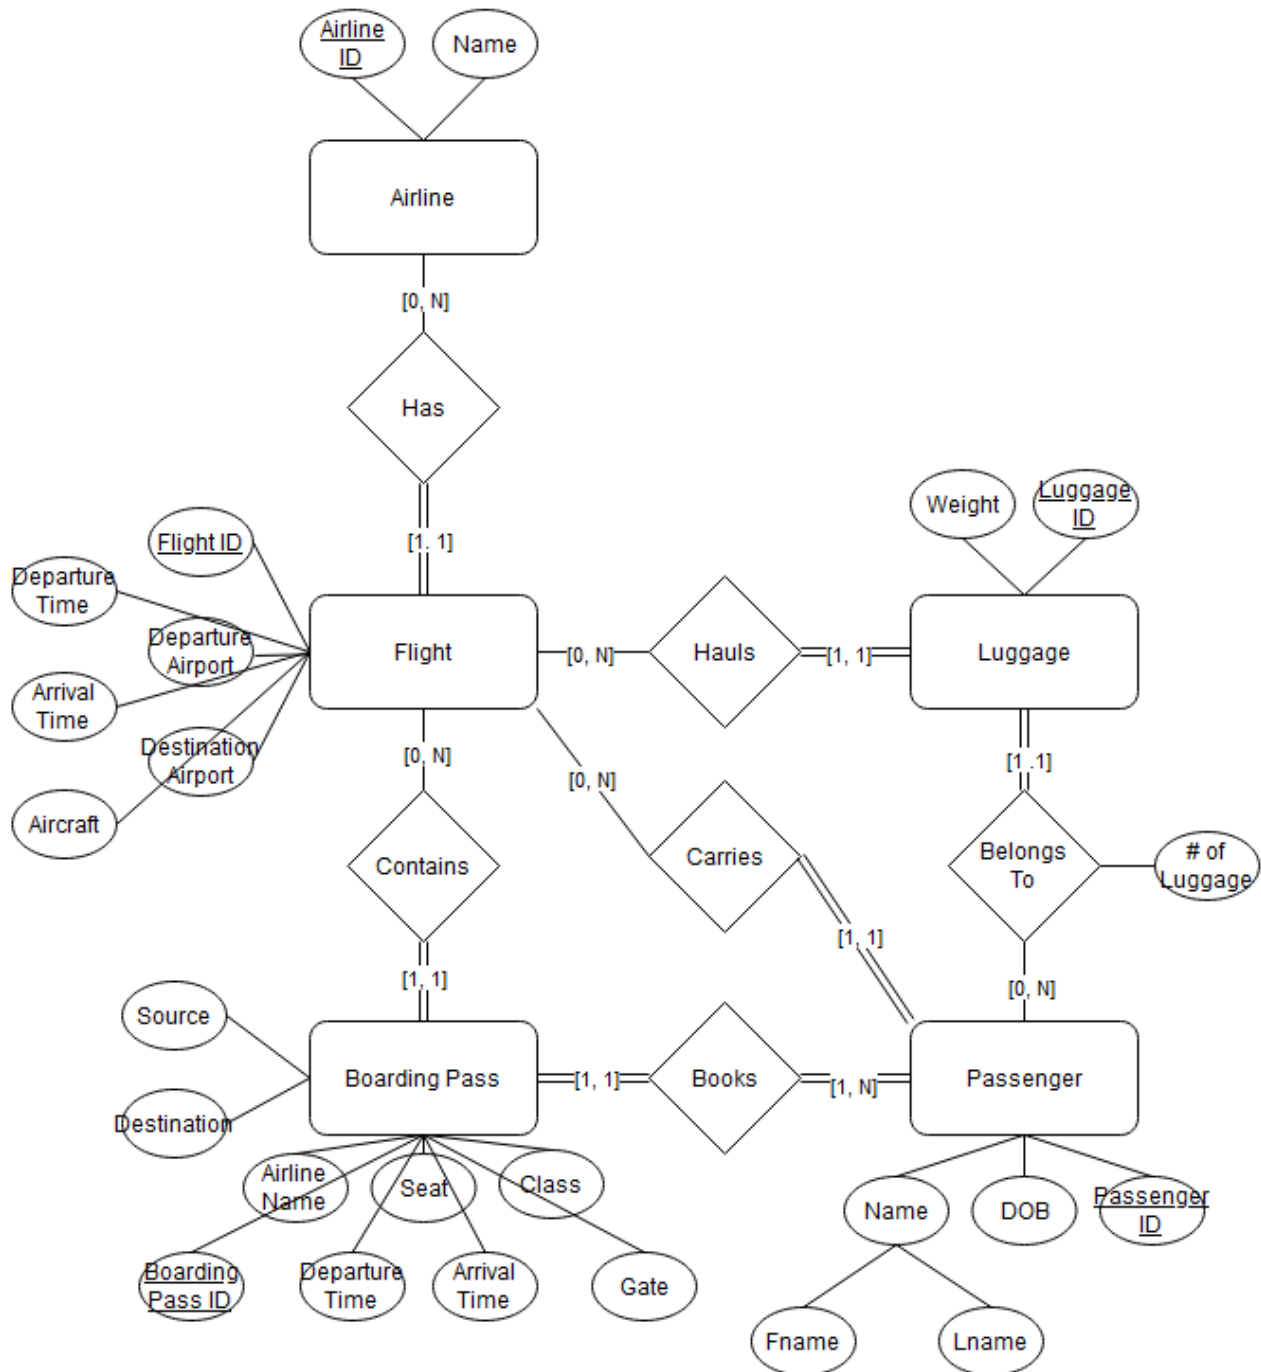 Airline
ID
Name
Airline
[0, N]
Has
[1. 1]
Flight ID
Departure
Time
Departure
Airport
Arrival
Time
Destination
Airport
Aircraft
Flight
[0, N]
Hauls
[1, 1]
Weight
Luggage
ID
Luggage
[0, N]
[0, N]
[1 .1]
Contains
Carries
Belongs
To
# of
Luggage
[1, 1]
[1, 1]
[0, N]
Source
Destination
Boarding Pass
[1, 1]
Books
[1, N]
Passenger
Airline
Name
Seat
Class
Boarding
Pass ID
Departure
Time
Arrival
Time
Gate
Name
DOB
Passenger
ID
Fname
Lname